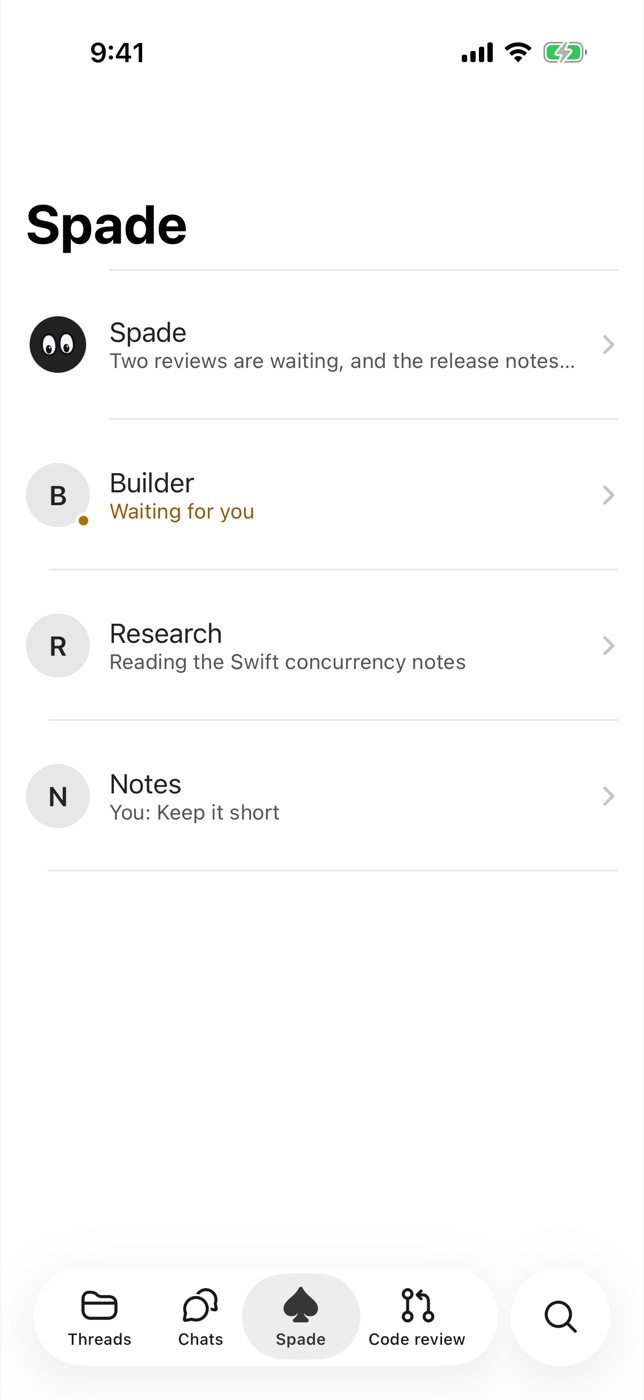 9:41
Spade
Spade
Two reviews are waiting, and the release notes...
B
Builder
Waiting for you
R
Research
Reading the Swift concurrency notes
N
Notes
You: Keep it short
Threads
Chats
Spade
Code review